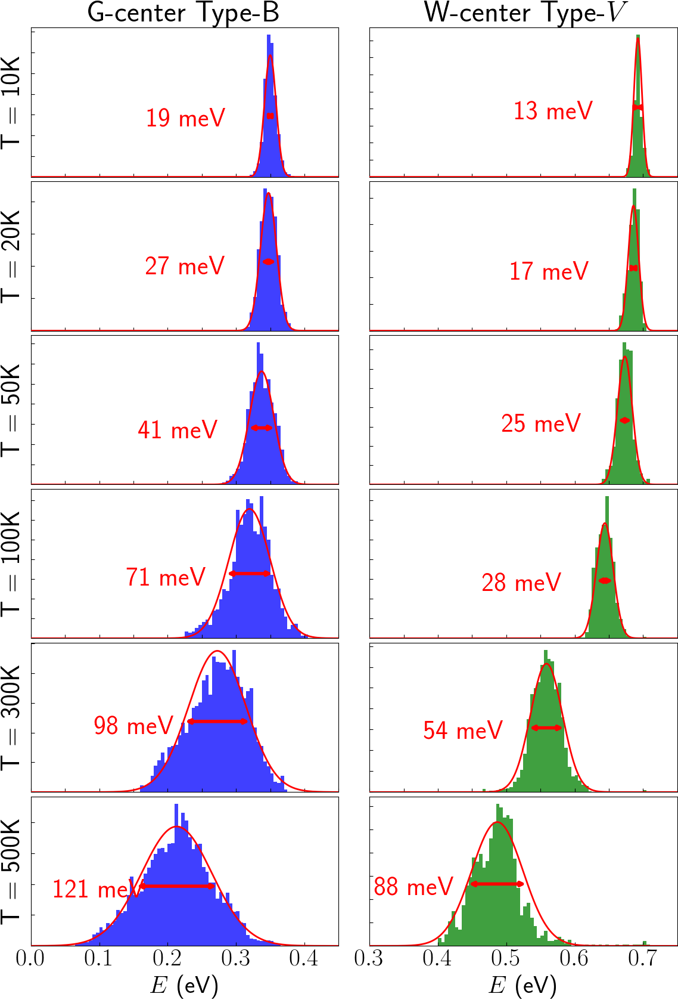 G-center Type-B
W-center Type-V
T = 10K
19 meV
13 meV
T = 20K
27 meV
17 meV
T = 50K
41 meV
25 meV
T = 100K
71 meV
28 meV
T = 300K
98 meV
54 meV
T = 500K
121 meV
88 meV
0.0 0.1 0.2 0.3 0.4
0.3 0.4 0.5 0.6 0.7
E (eV)
E (eV)